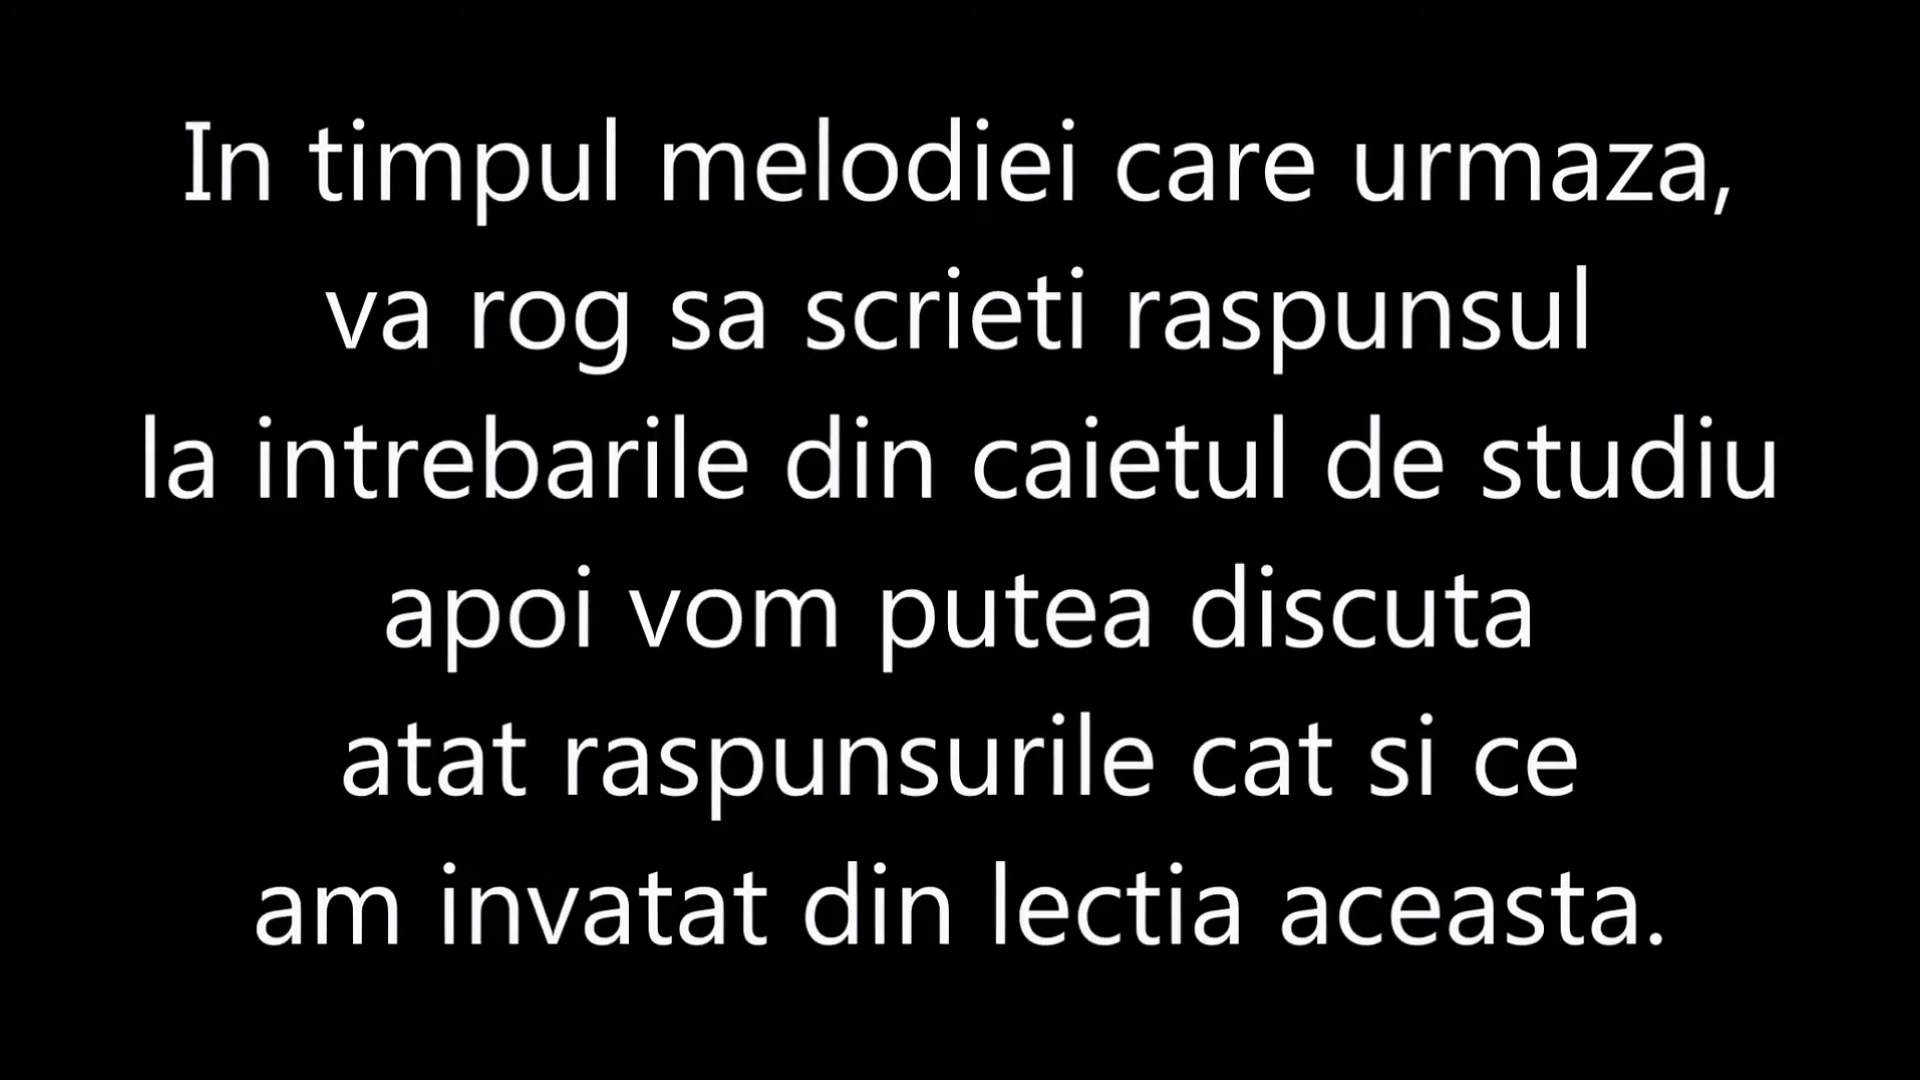 In timpul melodiei care urmaza,
va rog sa scrieti raspunsul
la intrebarile din caietul de studiu
apoi vom putea discuta
atat raspunsurile cat si ce
am invatat din lectia aceasta.